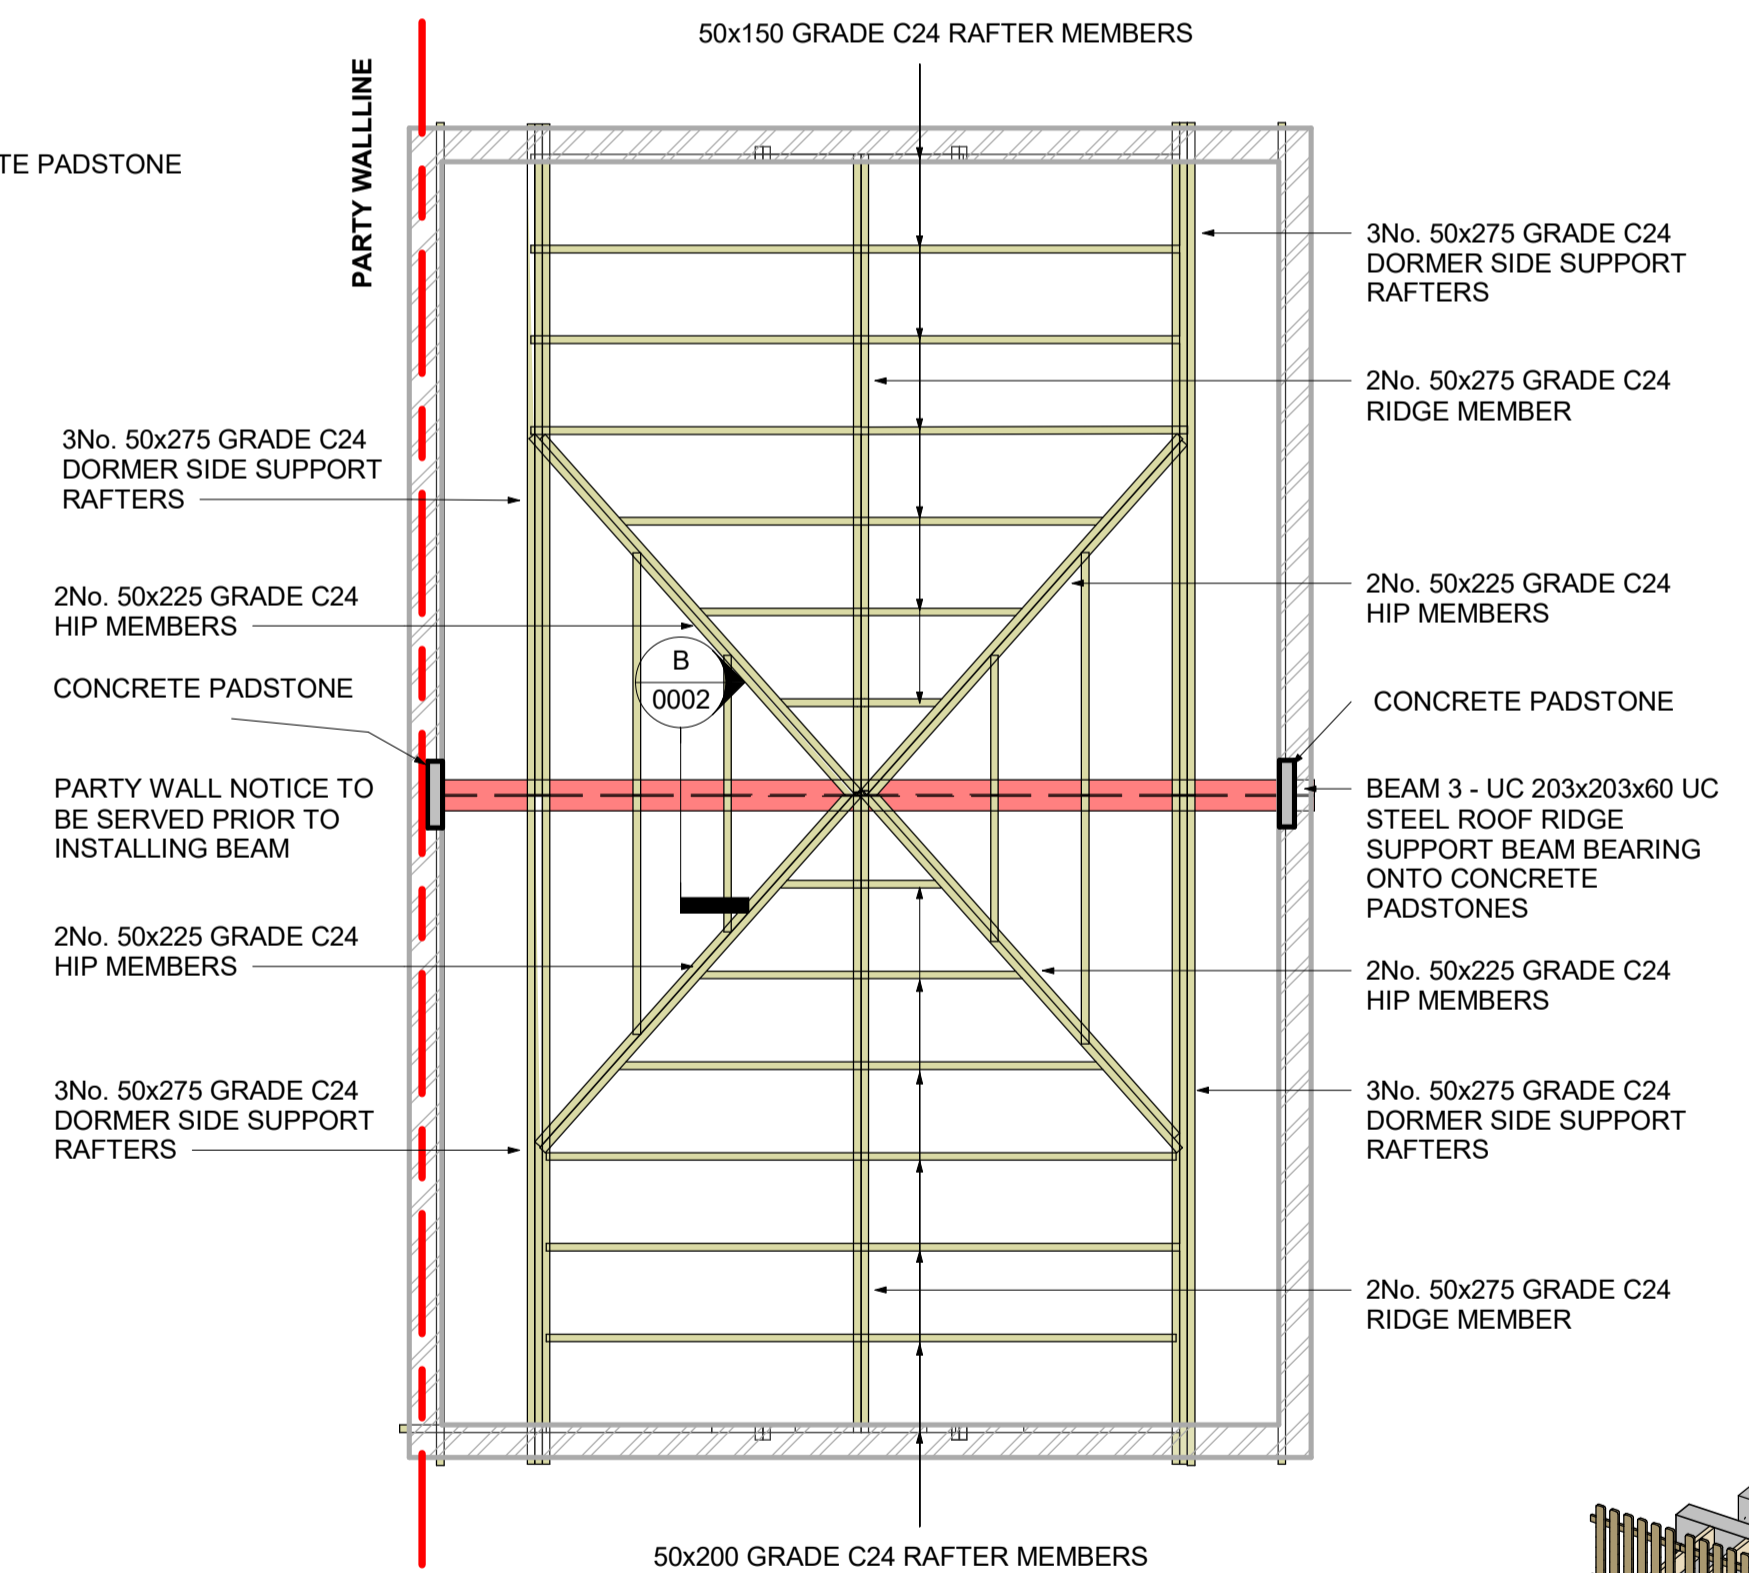 50x150 GRADE C24 RAFTER MEMBERS
PARTY WALLLINE
TE PADSTONE
3No. 50x275 GRADE C24
DORMER SIDE SUPPORT
RAFTERS
2No. 50x275 GRADE C24
RIDGE MEMBER
3No. 50x275 GRADE C24
DORMER SIDE SUPPORT
RAFTERS
2No. 50x225 GRADE C24
HIP MEMBERS
2No. 50x225 GRADE C24
HIP MEMBERS
B
0002
CONCRETE PADSTONE
CONCRETE PADSTONE
PARTY WALL NOTICE TO
BE SERVED PRIOR TO
INSTALLING BEAM
BEAM 3 - UC 203x203x60 UC
STEEL ROOF RIDGE
SUPPORT BEAM BEARING
ONTO CONCRETE
PADSTONES
2No. 50x225 GRADE C24
HIP MEMBERS
2No. 50x225 GRADE C24
HIP MEMBERS
3No. 50x275 GRADE C24
DORMER SIDE SUPPORT
RAFTERS
3No. 50x275 GRADE C24
DORMER SIDE SUPPORT
RAFTERS
2No. 50x275 GRADE C24
RIDGE MEMBER
50x200 GRADE C24 RAFTER MEMBERS